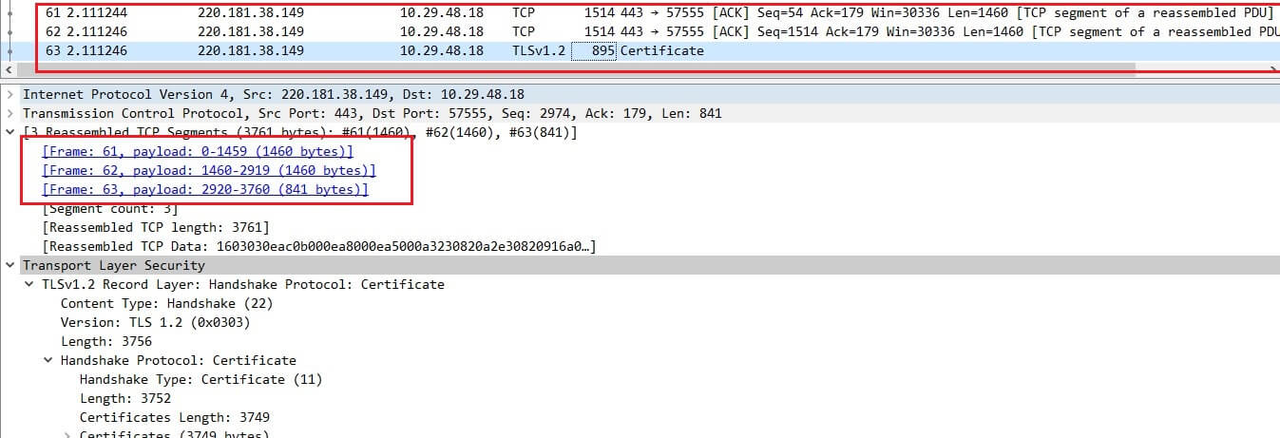 61 2.111244 220.181.38.149 10.29.48.18 TCP 1514 443 → 57555 [ACK] Seq=54 Ack=179 Win=30336 Len=1460 [TCP segment of a reassembled PDU]
62 2.111246 220.181.38.149 10.29.48.18 TCP 1514 443 → 57555 [ACK] Seq=1514 Ack=179 Win=30336 Len=1460 [TCP segment of a reassembled PDU
63 2.111246 220.181.38.149 10.29.48.18 TLSv1.2 895 Certificate
Internet Protocol Version 4, Src: 220.181.38.149, Dst: 10.29.48.18
Transmission Control Protocol, Src Port: 443, Dst Port: 57555, Seq: 2974, Ack: 179, Len: 841
[3 Reassembled TCP Segments (3761 bytes): #61(1460), #62(1460), #63(841)]
[Frame: 61, payload: 0-1459 (1460 bytes)]
[Frame: 62, payload: 1460-2919 (1460 bytes)]
[Frame: 63, payload: 2920-3760 (841 bytes)]
[Segment count: 3]
[Reassembled TCP length: 3761]
[Reassembled TCP Data: 1603030eac0b000ea8000ea5000a3230820a2e30820916a0…]
Transport Layer Security
TLSv1.2 Record Layer: Handshake Protocol: Certificate
Content Type: Handshake (22)
Version: TLS 1.2 (0x0303)
Length: 3756
Handshake Protocol: Certificate
Handshake Type: Certificate (11)
Length: 3752
Certificates Length: 3749
Certificates (3749 bytes)